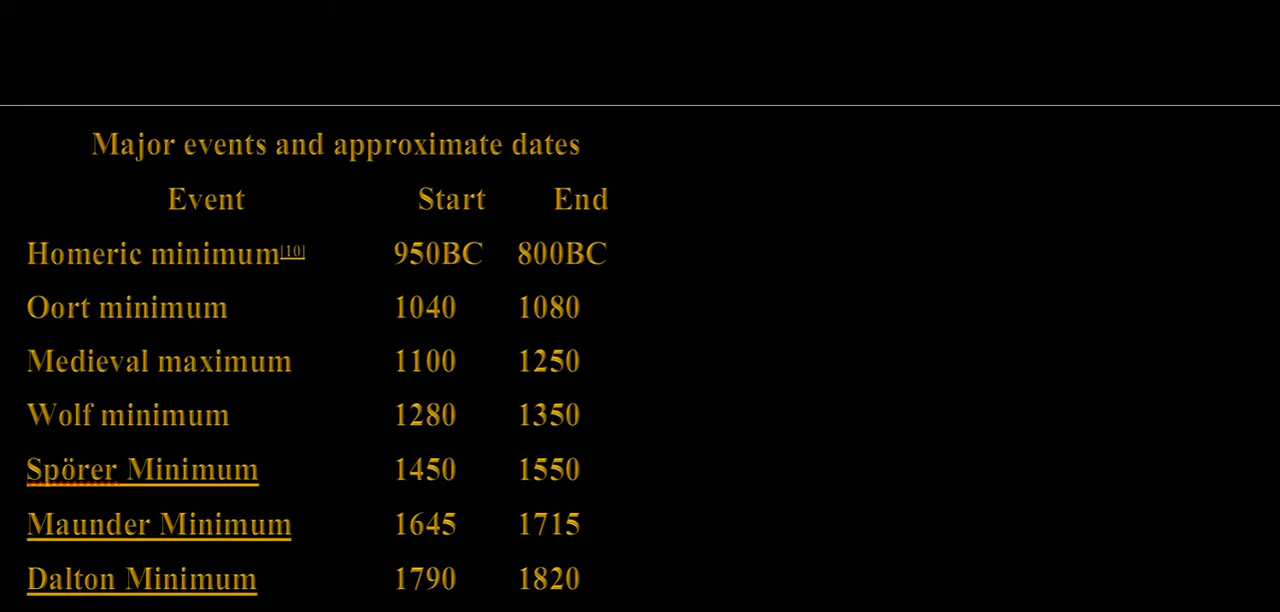 Major events and approximate dates
Event Start End
Homeric minimum[10] 950BC 800BC
Oort minimum 1040 1080
Medieval maximum 1100 1250
Wolf minimum 1280 1350
Spörer Minimum 1450 1550
Maunder Minimum 1645 1715
Dalton Minimum 1790 1820